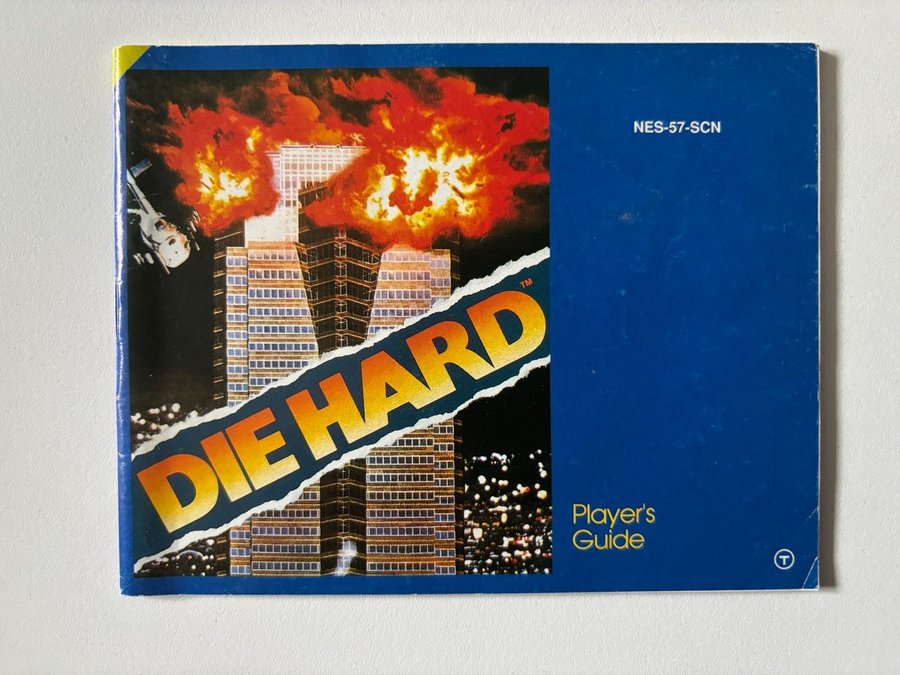 NES-57-SCN
DIE HARD™
Player's
Guide
T